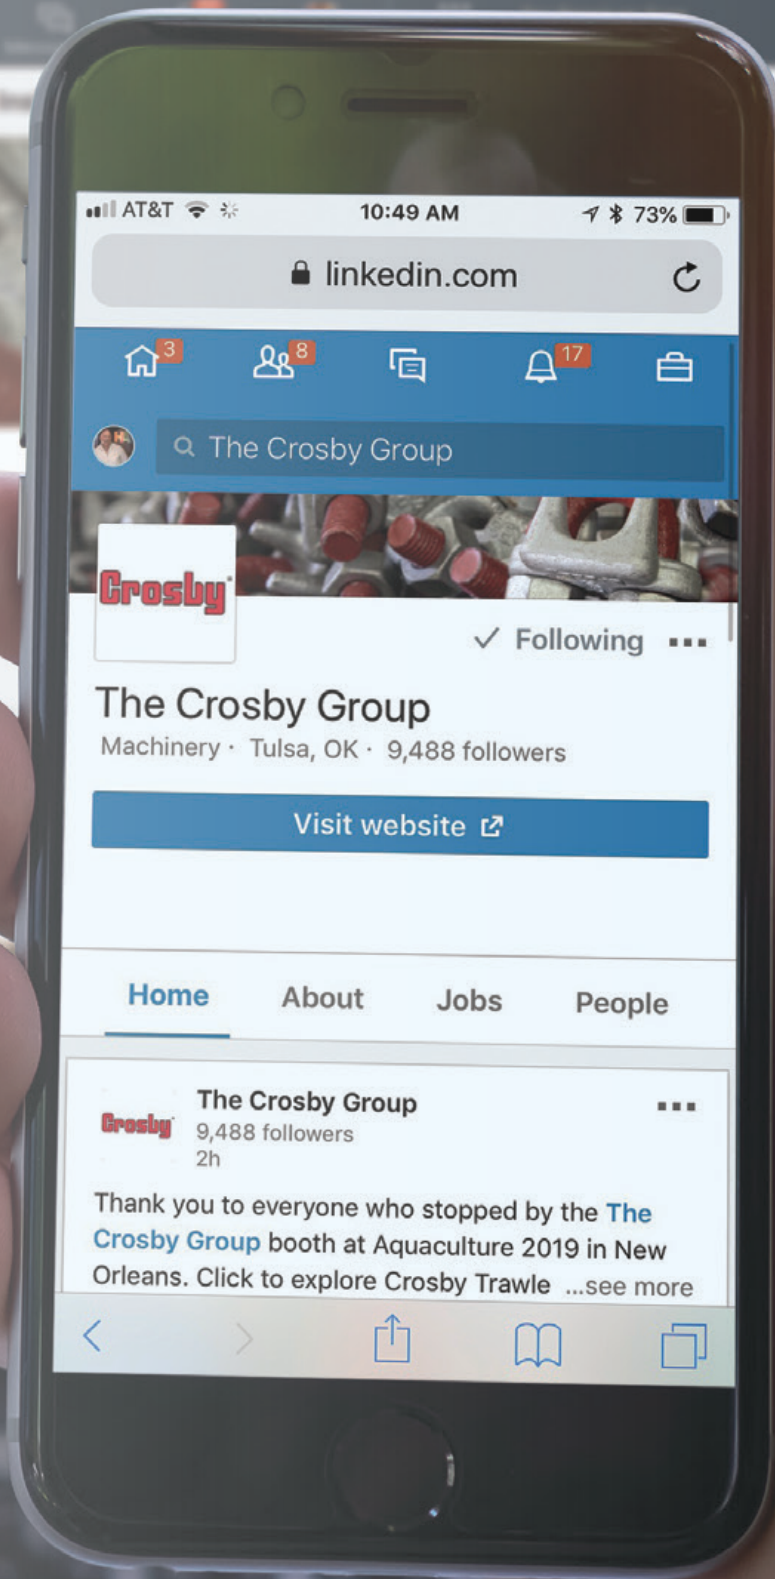 AT&T 10:49 AM 73%
linkedin.com
3 8 17
The Crosby Group
Crosby
Following
The Crosby Group
Machinery · Tulsa, OK · 9,488 followers
Visit website
Home About Jobs People
Crosby
The Crosby Group
9,488 followers
2h
Thank you to everyone who stopped by the The
Crosby Group booth at Aquaculture 2019 in New
Orleans. Click to explore Crosby Trawle ...see more